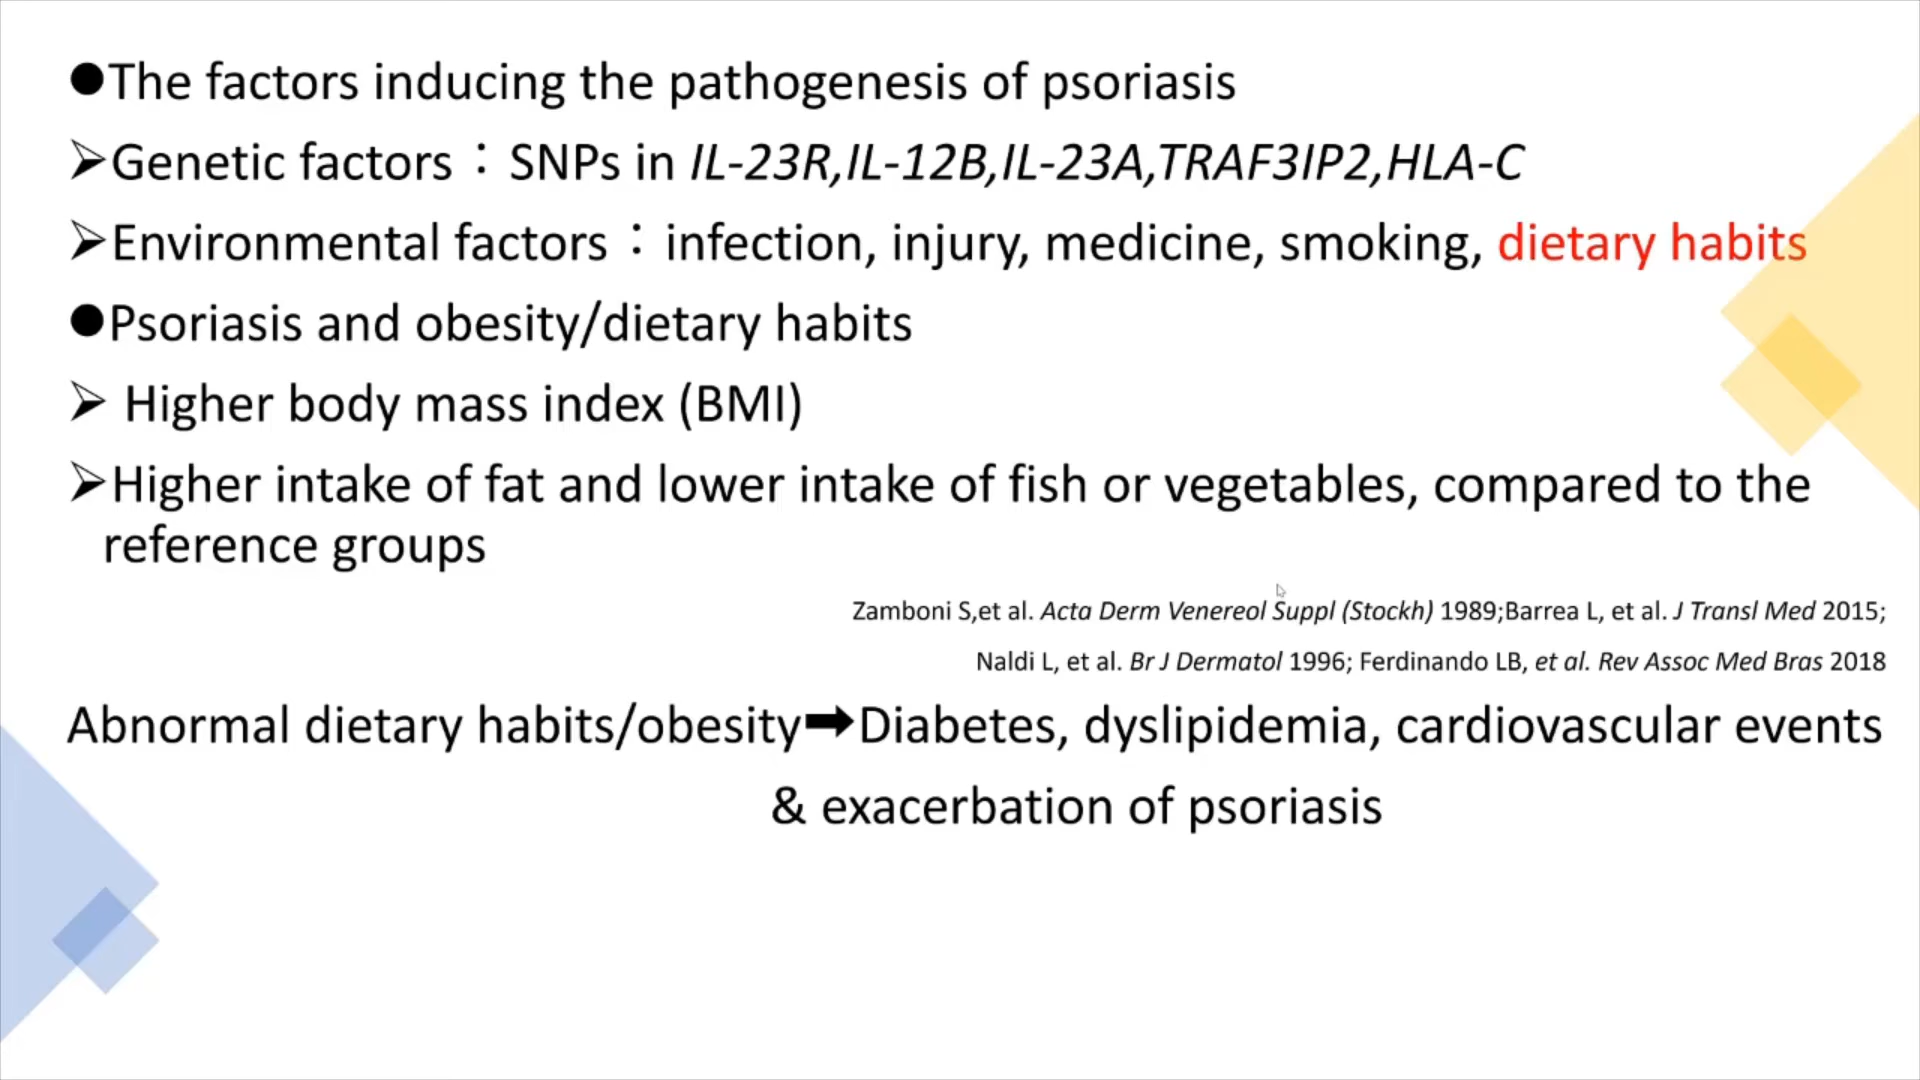 ●The factors inducing the pathogenesis of psoriasis
➢Genetic factors：SNPs in IL-23R,IL-12B,IL-23A,TRAF3IP2,HLA-C
➢Environmental factors：infection, injury, medicine, smoking, dietary habits
●Psoriasis and obesity/dietary habits
➢ Higher body mass index (BMI)
➢Higher intake of fat and lower intake of fish or vegetables, compared to the
reference groups
Zamboni S,et al. Acta Derm Venereol Suppl (Stockh) 1989;Barrea L, et al. J Transl Med 2015;
Naldi L, et al. Br J Dermatol 1996; Ferdinando LB, et al. Rev Assoc Med Bras 2018
Abnormal dietary habits/obesity➡Diabetes, dyslipidemia, cardiovascular events
& exacerbation of psoriasis